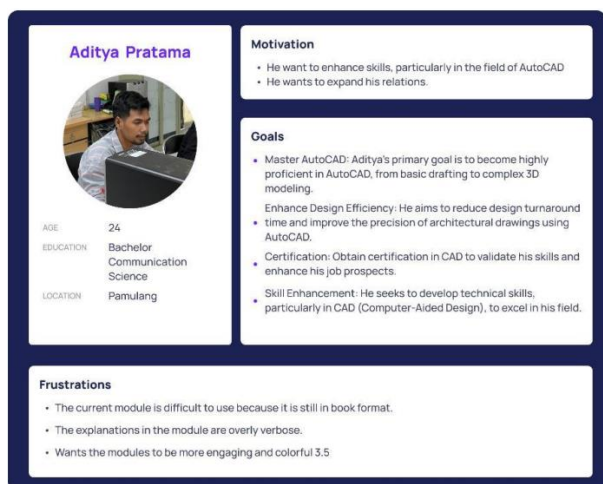 Aditya Pratama
AGE 24
EDUCATION Bachelor
Communication
Science
LOCATION Pamulang
Motivation
• He want to enhance skills, particularly in the field of AutoCAD
• He wants to expand his relations.
Goals
• Master AutoCAD: Aditya's primary goal is to become highly
proficient in AutoCAD, from basic drafting to complex 3D
modeling.
Enhance Design Efficiency: He aims to reduce design turnaround
• time and improve the precision of architectural drawings using
AutoCAD.
• Certification: Obtain certification in CAD to validate his skills and
enhance his job prospects.
• Skill Enhancement: He seeks to develop technical skills,
particularly in CAD (Computer-Aided Design), to excel in his field.
Frustrations
• The current module is difficult to use because it is still in book format.
• The explanations in the module are overly verbose.
• Wants the modules to be more engaging and colorful 3.5